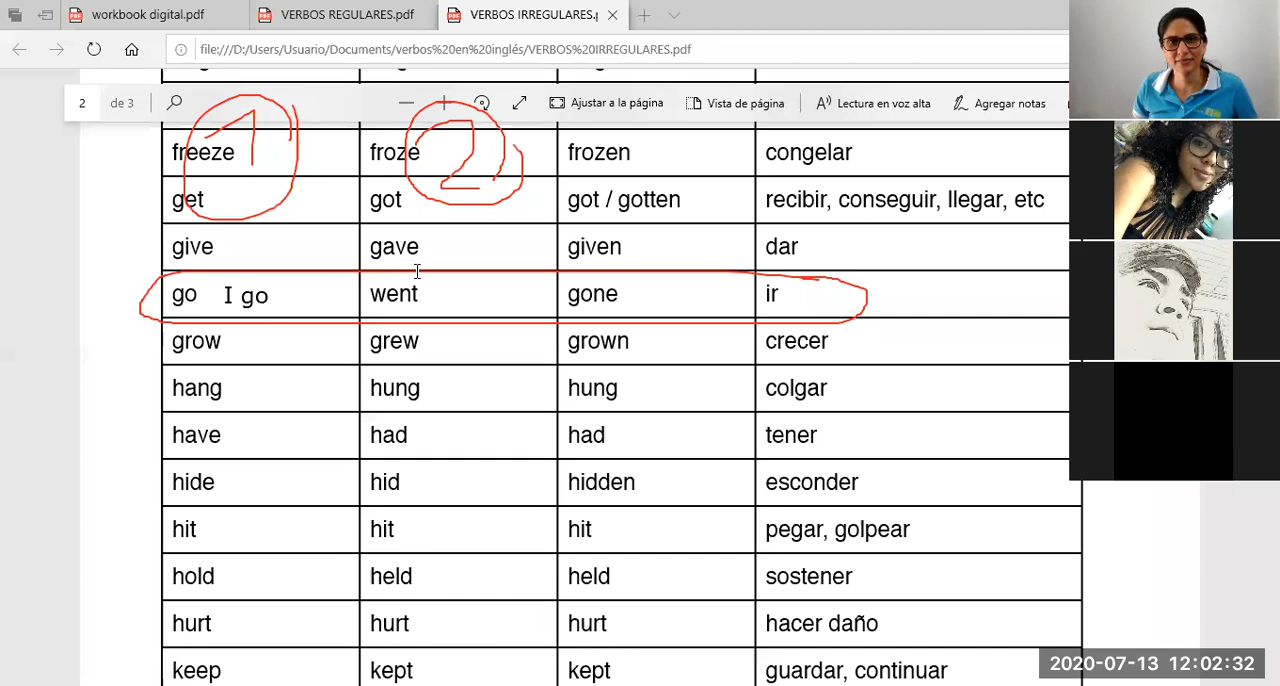 workbook digital.pdf VERBOS REGULARES.pdf VERBOS IRREGULARES.p
file:///D:/Users/Usuario/Documents/verbos%20en%20inglés/VERBOS%20IRREGULARES.pdf
2 de 3 Ajustar a la página Vista de página Lectura en voz alta Agregar notas
1 2
freeze froze frozen congelar
get got got / gotten recibir, conseguir, llegar, etc
give gave given dar
go I go went gone ir
grow grew grown crecer
hang hung hung colgar
have had had tener
hide hid hidden esconder
hit hit hit pegar, golpear
hold held held sostener
hurt hurt hurt hacer daño
keep kept kept guardar, continuar
2020-07-13 12:02:32